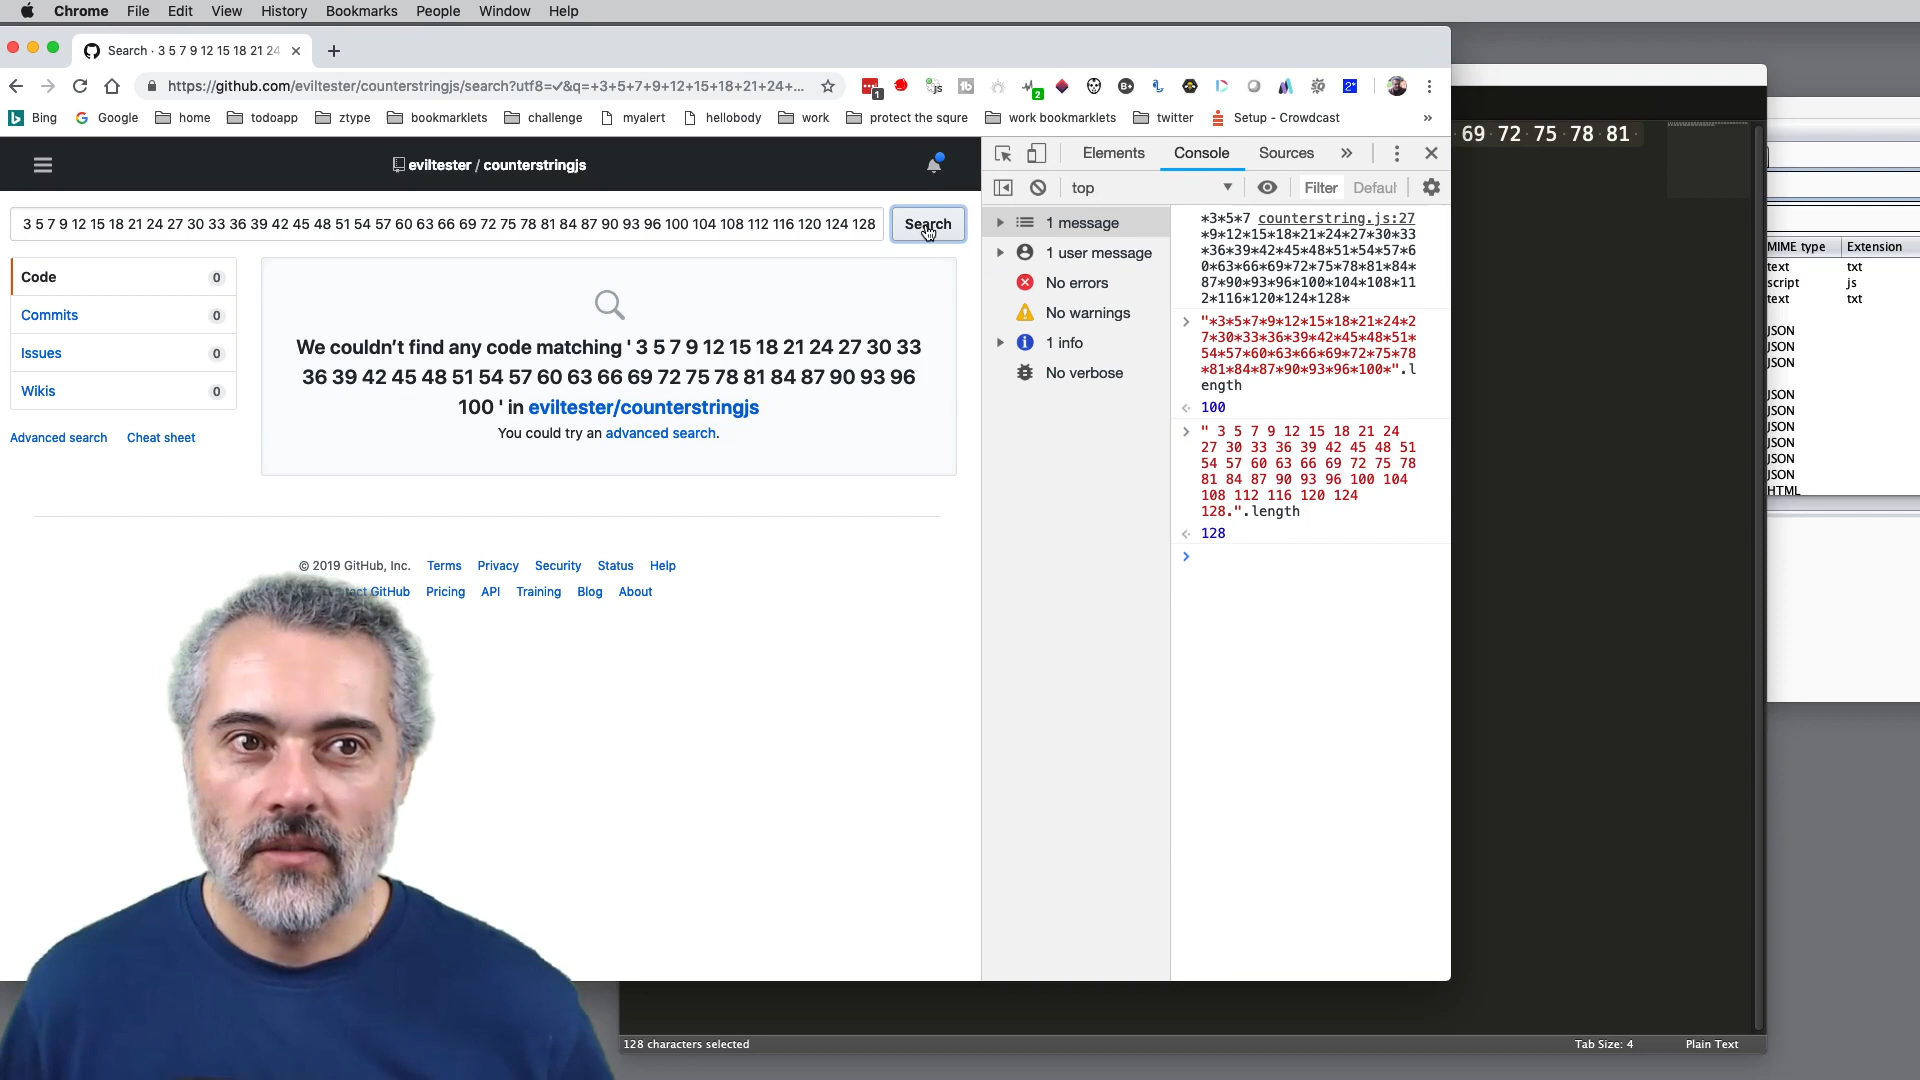 Chrome File Edit View History Bookmarks People Window Help
Search · 3 5 7 9 12 15 18 21 24
https://github.com/eviltester/counterstringjs/search?utf8=✓&q=+3+5+7+9+12+15+18+21+24+...
Bing Google home todoapp ztype bookmarklets challenge myalert hellobody work protect the squre work bookmarklets twitter Setup - Crowdcast »
eviltester / counterstringjs
3 5 7 9 12 15 18 21 24 27 30 33 36 39 42 45 48 51 54 57 60 63 66 69 72 75 78 81 84 87 90 93 96 100 104 108 112 116 120 124 128
Search
Code 0
Commits 0
Issues 0
Wikis 0
Advanced search Cheat sheet
We couldn’t find any code matching ' 3 5 7 9 12 15 18 21 24 27 30 33
36 39 42 45 48 51 54 57 60 63 66 69 72 75 78 81 84 87 90 93 96
100 ' in eviltester/counterstringjs
You could try an advanced search.
© 2019 GitHub, Inc. Terms Privacy Security Status Help
GitHub Pricing API Training Blog About
Elements Console Sources »
top Filter Defaul
1 message
1 user message
No errors
No warnings
1 info
No verbose
*3*5*7 counterstring.js:27
*9*12*15*18*21*24*27*30*33
*36*39*42*45*48*51*54*57*6
0*63*66*69*72*75*78*81*84*
87*90*93*96*100*104*108*11
2*116*120*124*128*
"*3*5*7*9*12*15*18*21*24*2
7*30*33*36*39*42*45*48*51*
54*57*60*63*66*69*72*75*78
*81*84*87*90*93*96*100*".l
ength
100
" 3 5 7 9 12 15 18 21 24
27 30 33 36 39 42 45 48 51
54 57 60 63 66 69 72 75 78
81 84 87 90 93 96 100 104
108 112 116 120 124
128.".length
128
69 72 75 78 81
MIME type Extension
text txt
script js
text txt
JSON
JSON
JSON
JSON
JSON
JSON
JSON
JSON
JSON
HTML
128 characters selected
Tab Size: 4 Plain Text